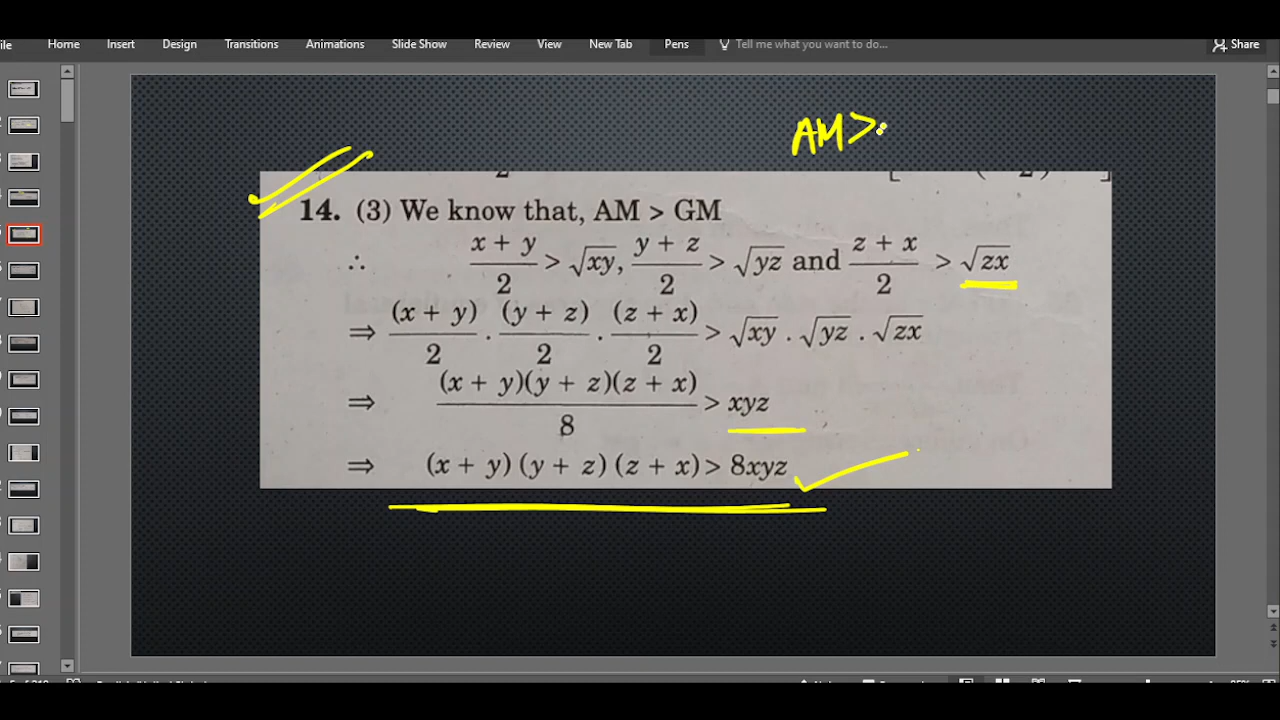 ile Home Insert Design Transitions Animations Slide Show Review View New Tab Pens Tell me what you want to do... Share
AM >
14. (3) We know that, AM > GM
∴ (x + y)/2 > √xy, (y + z)/2 > √yz and (z + x)/2 > √zx
⇒ (x + y)/2 . (y + z)/2 . (z + x)/2 > √xy . √yz . √zx
⇒ (x + y)(y + z)(z + x)/8 > xyz
⇒ (x + y) (y + z) (z + x) > 8xyz